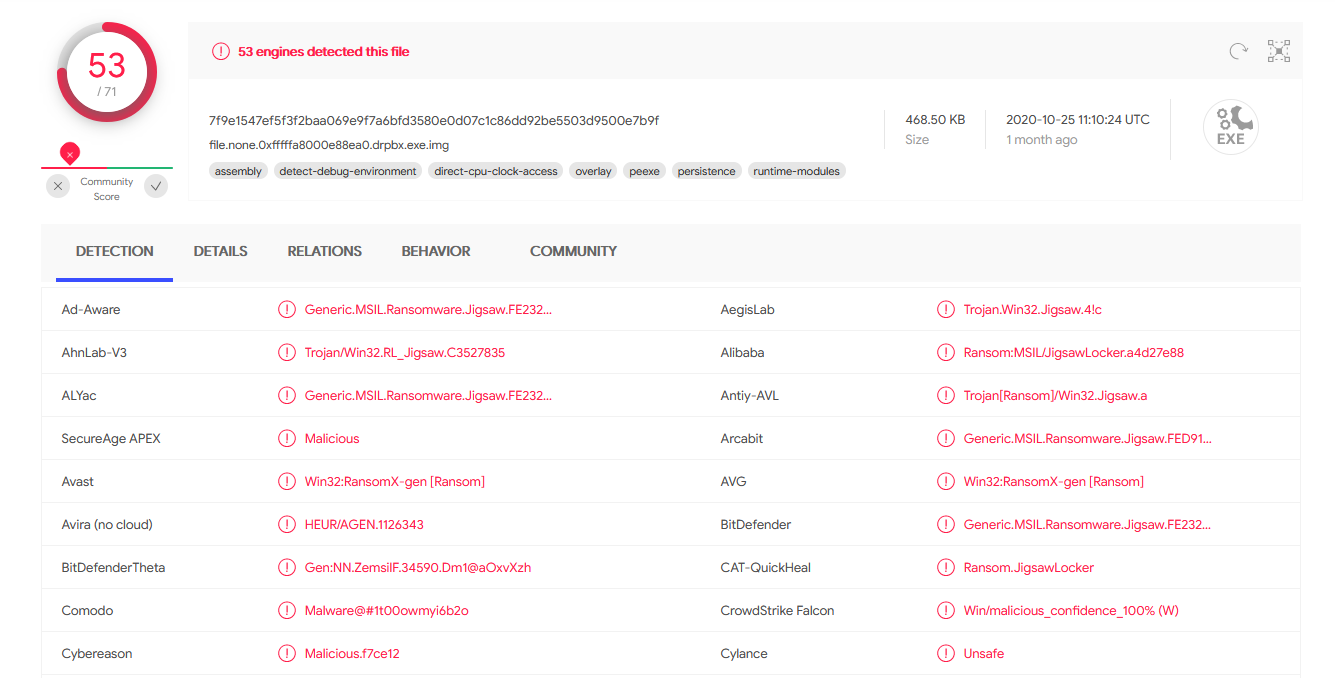 53
/ 71
Community
Score
53 engines detected this file
7f9e1547ef5f3f2baa069e9f7a6bfd3580e0d07c1c86dd92be5503d9500e7b9f
file.none.0xfffffa8000e88ea0.drpbx.exe.img
assembly detect-debug-environment direct-cpu-clock-access overlay peexe persistence runtime-modules
468.50 KB
Size
2020-10-25 11:10:24 UTC
1 month ago
EXE
DETECTION DETAILS RELATIONS BEHAVIOR COMMUNITY
Ad-Aware Generic.MSIL.Ransomware.Jigsaw.FE232... AegisLab Trojan.Win32.Jigsaw.4!c
AhnLab-V3 Trojan/Win32.RL_Jigsaw.C3527835 Alibaba Ransom:MSIL/JigsawLocker.a4d27e88
ALYac Generic.MSIL.Ransomware.Jigsaw.FE232... Antiy-AVL Trojan[Ransom]/Win32.Jigsaw.a
SecureAge APEX Malicious Arcabit Generic.MSIL.Ransomware.Jigsaw.FED91...
Avast Win32:RansomX-gen [Ransom] AVG Win32:RansomX-gen [Ransom]
Avira (no cloud) HEUR/AGEN.1126343 BitDefender Generic.MSIL.Ransomware.Jigsaw.FE232...
BitDefenderTheta Gen:NN.ZemsilF.34590.Dm1@aOxvXzh CAT-QuickHeal Ransom.JigsawLocker
Comodo Malware@#1t00owmyi6b2o CrowdStrike Falcon Win/malicious_confidence_100% (W)
Cybereason Malicious.f7ce12 Cylance Unsafe